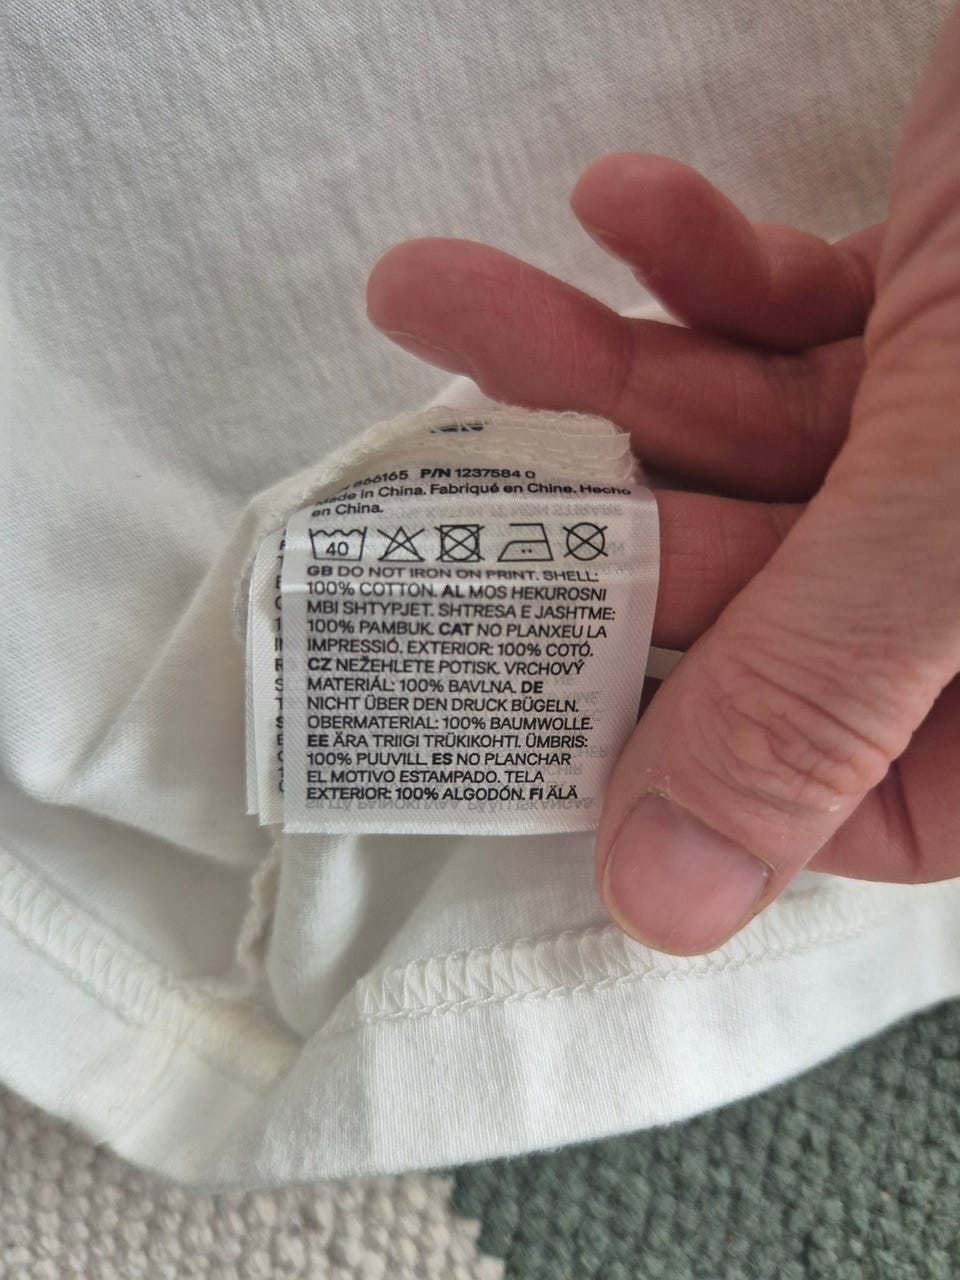 866165 P/N 1237584 0
Made in China. Fabriqué en Chine. Hecho
en China.
40
GB DO NOT IRON ON PRINT. SHELL:
100% COTTON. AL MOS HEKUROSNI
MBI SHTYPJET. SHTRESA E JASHTME:
100% PAMBUK. CAT NO PLANXEU LA
IMPRESSIÓ. EXTERIOR: 100% COTÓ.
CZ NEŽEHLETE POTISK. VRCHOVÝ
MATERIÁL: 100% BAVLNA. DE
NICHT ÜBER DEN DRUCK BÜGELN.
OBERMATERIAL: 100% BAUMWOLLE.
EE ÄRA TRIIGI TRÜKIKOHTI. ÜMBRIS:
100% PUUVILL. ES NO PLANCHAR
EL MOTIVO ESTAMPADO. TELA
EXTERIOR: 100% ALGODÓN. FI ÄLÄ